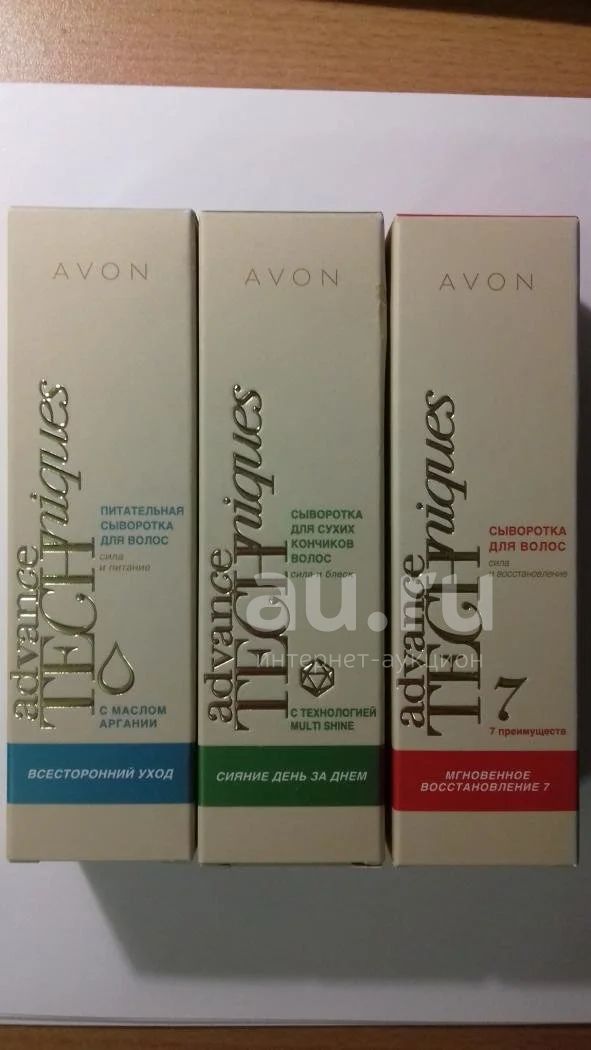 AVON
advance
TECHniques
ПИТАТЕЛЬНАЯ
СЫВОРОТКА
ДЛЯ ВОЛОС
сила
и питание
С МАСЛОМ
АРГАНИИ
ВСЕСТОРОННИЙ УХОД
AVON
advance
TECHniques
СЫВОРОТКА
ДЛЯ СУХИХ
КОНЧИКОВ
ВОЛОС
сила и блеск
С ТЕХНОЛОГИЕЙ
MULTI SHINE
СИЯНИЕ ДЕНЬ ЗА ДНЕМ
AVON
advance
TECHniques
СЫВОРОТКА
ДЛЯ ВОЛОС
сила
и восстановление
7
7 преимуществ
МГНОВЕННОЕ
ВОССТАНОВЛЕНИЕ 7
au.ru
интернет-аукцион